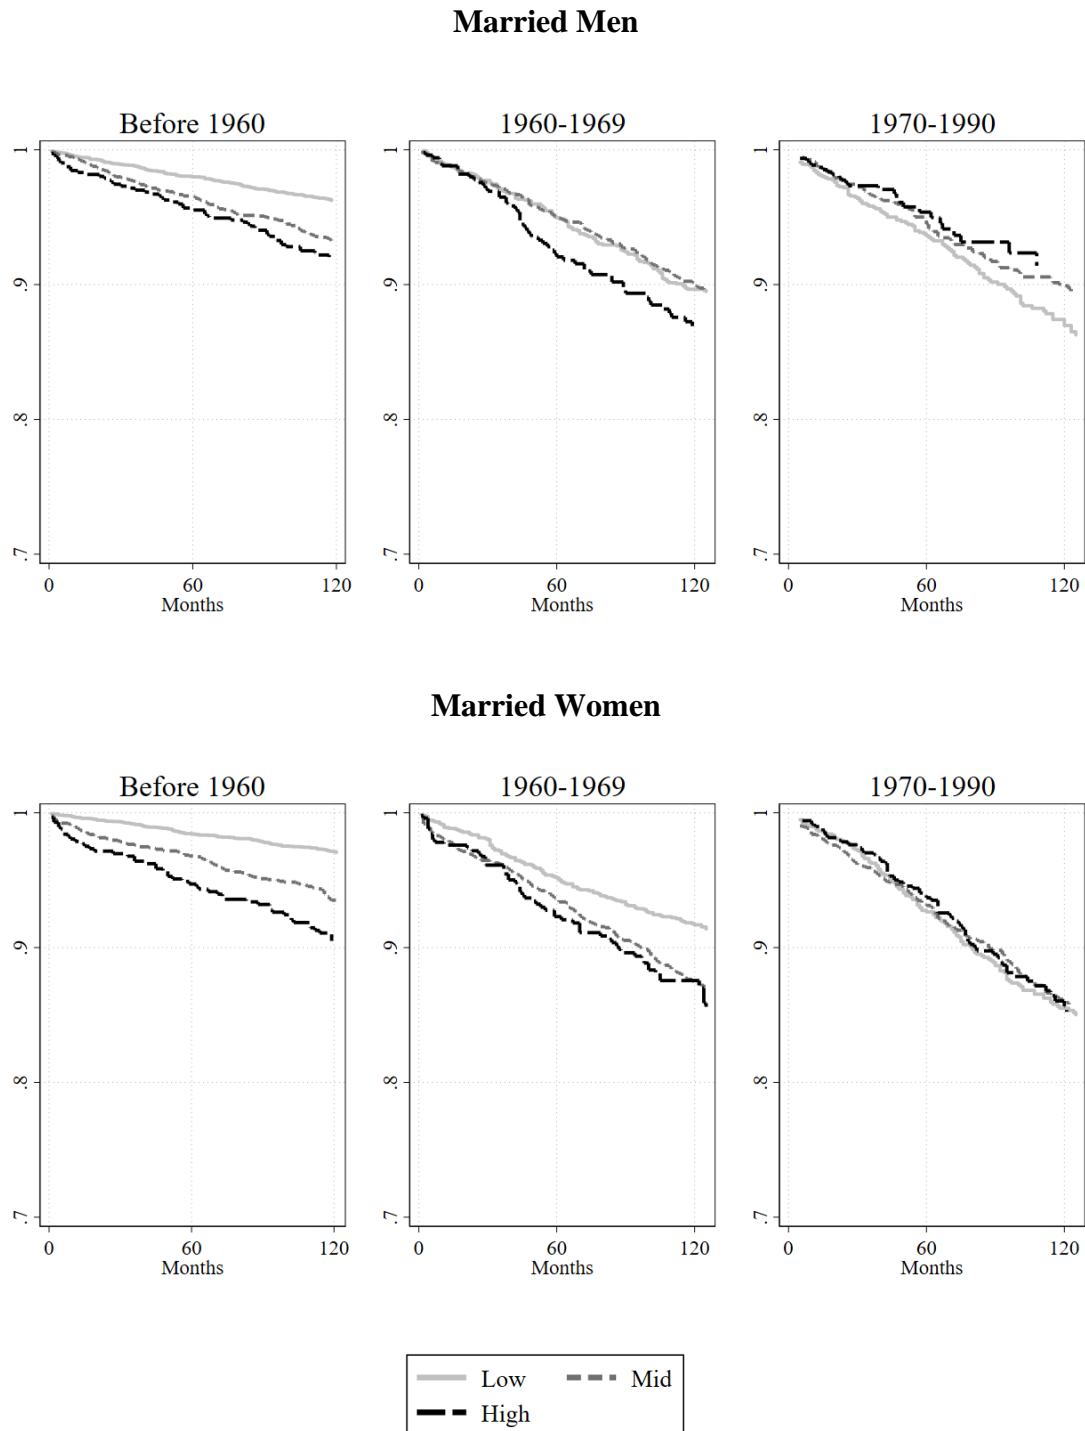 Married Men
Before 1960
1960-1969
1970-1990
1
.9
.8
.7
0 60 120
Months
1
.9
.8
.7
0 60 120
Months
1
.9
.8
.7
0 60 120
Months
Married Women
Before 1960
1960-1969
1970-1990
1
.9
.8
.7
0 60 120
Months
1
.9
.8
.7
0 60 120
Months
1
.9
.8
.7
0 60 120
Months
Low Mid
High